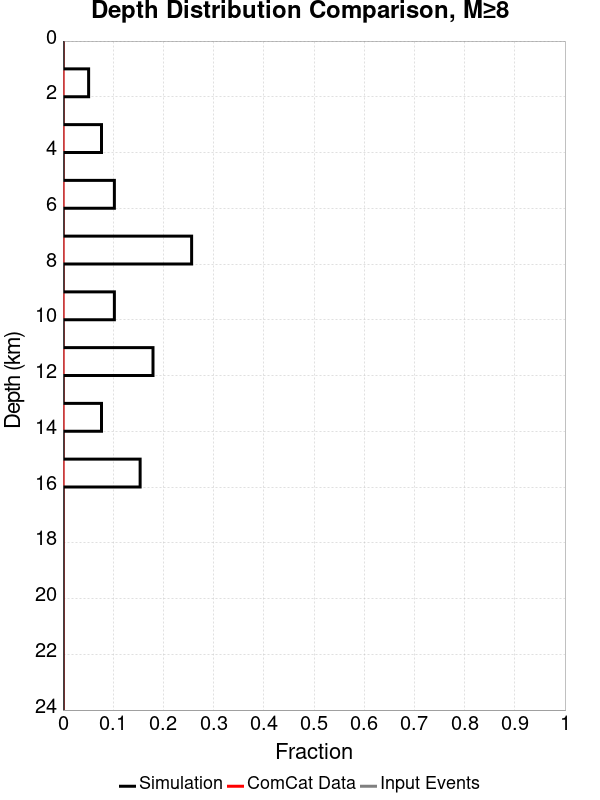 Depth Distribution Comparison, M≥8
0
2
4
6
8
10
12
14
16
18
20
22
24
Depth (km)
0 0.1 0.2 0.3 0.4 0.5 0.6 0.7 0.8 0.9 1
Fraction
Simulation ComCat Data Input Events